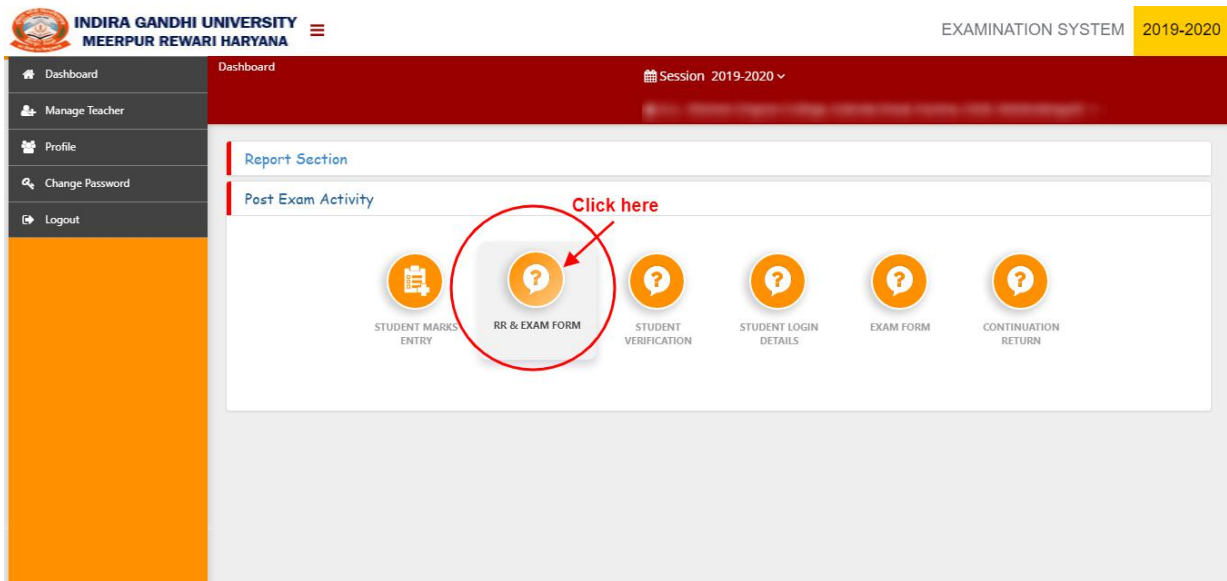 INDIRA GANDHI UNIVERSITY
MEERPUR REWARI HARYANA
EXAMINATION SYSTEM 2019-2020
Dashboard
Manage Teacher
Profile
Change Password
Logout
Dashboard
Session 2019-2020
Report Section
Post Exam Activity
Click here
STUDENT MARKS
ENTRY
RR & EXAM FORM
STUDENT
VERIFICATION
STUDENT LOGIN
DETAILS
EXAM FORM
CONTINUATION
RETURN